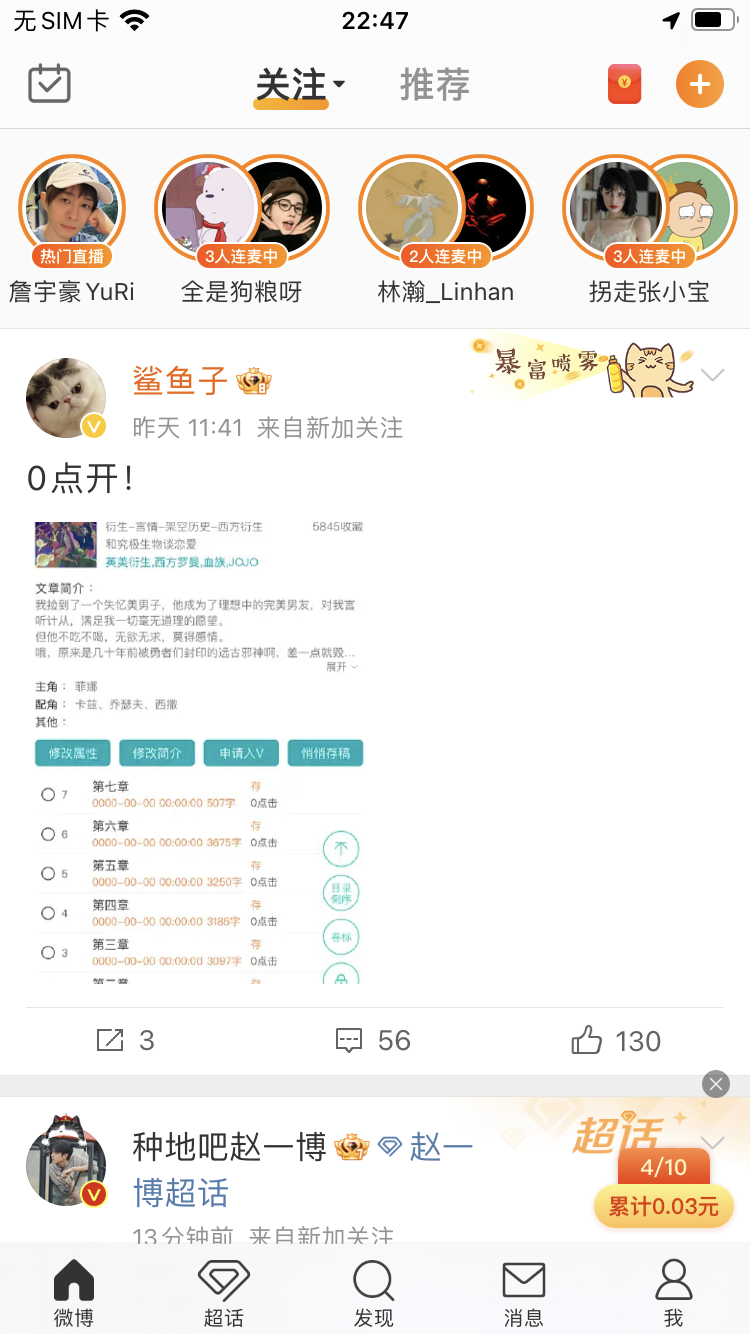 无SIM卡 22:47
关注 推荐
热门直播 3人连麦中 2人连麦中 3人连麦中
詹宇豪YuRi 全是狗粮呀 林瀚_Linhan 拐走张小宝
鲨鱼子 暴富喷雾
昨天 11:41 来自新加关注
0点开!
衍生-言情-架空历史-西方衍生 5845收藏
和究极生物谈恋爱
英美衍生,西方罗曼,血族,JOJO
文章简介：
我捡到了一个失忆美男子，他成为了理想中的完美男友，对我言
听计从，满足我一切毫无道理的愿望。
但他不吃不喝，无欲无求，莫得感情。
哦，原来是几十年前被勇者们封印的远古邪神啊，差一点就毁...
展开
主角： 菲娜
配角： 卡兹、乔瑟夫、西撒
其他：
修改属性 修改简介 申请入V 悄悄存稿
7 第七章 存
0000-00-00 00:00:00 507字 0点击
6 第六章 存
0000-00-00 00:00:00 3675字 0点击
5 第五章 存
0000-00-00 00:00:00 3250字 0点击
目录
倒序
4 第四章 存
0000-00-00 00:00:00 3185字 0点击
卷标
3 第三章 存
0000-00-00 00:00:00 3097字 0点击
第二章 存
3 56 130
种地吧赵一博 赵一
博超话
超话
4/10
累计0.03元
13分钟前 来自新加关注
微博 超话 发现 消息 我